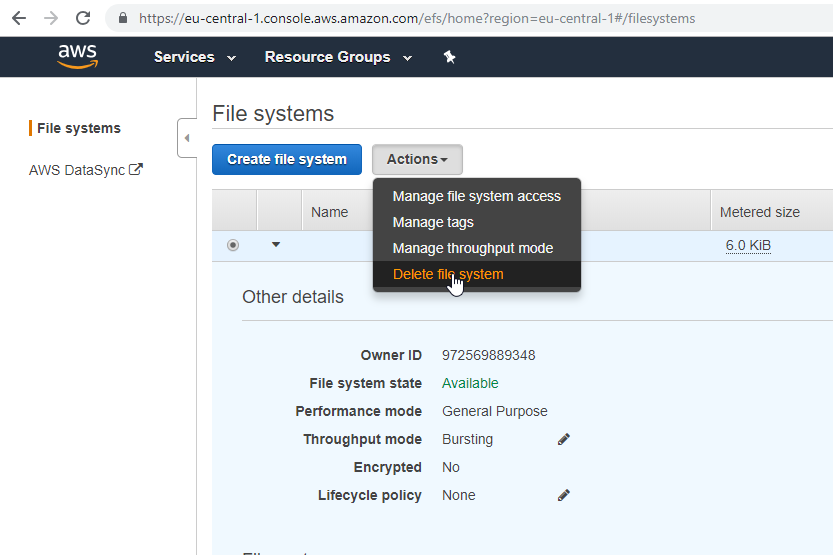 https://eu-central-1.console.aws.amazon.com/efs/home?region=eu-central-1#/filesystems
aws Services Resource Groups
File systems
AWS DataSync
File systems
Create file system Actions
Manage file system access
Manage tags
Manage throughput mode
Delete file system
Name Metered size
6.0 KiB
Other details
Owner ID 972569889348
File system state Available
Performance mode General Purpose
Throughput mode Bursting
Encrypted No
Lifecycle policy None